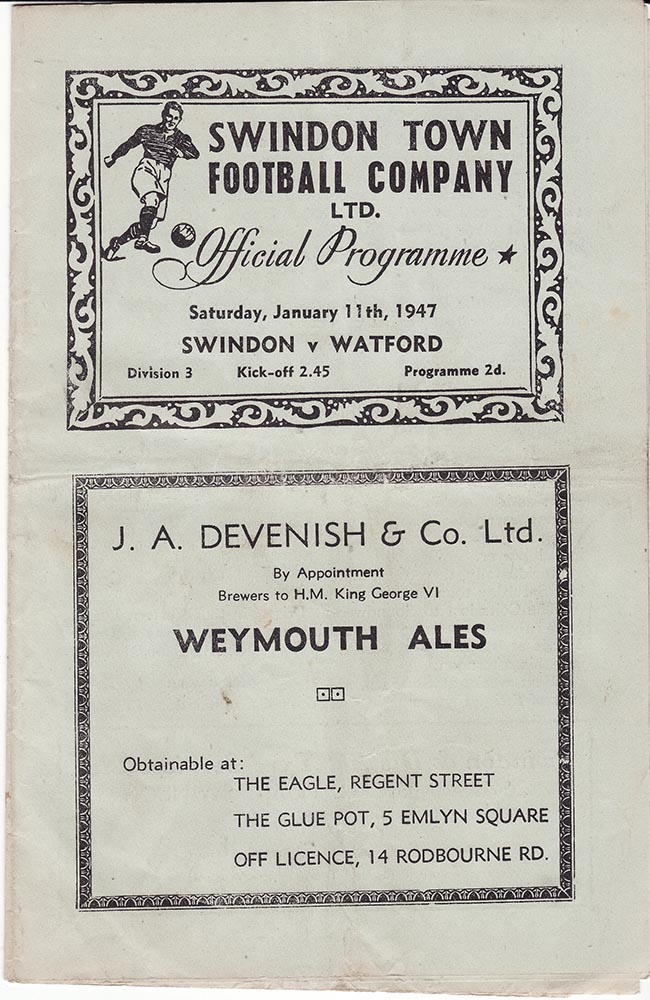 SWINDON TOWN
FOOTBALL COMPANY
LTD.
Official Programme ★
Saturday, January 11th, 1947
SWINDON v WATFORD
Division 3 Kick-off 2.45 Programme 2d.
J. A. DEVENISH & Co. Ltd.
By Appointment
Brewers to H.M. King George VI
WEYMOUTH ALES
Obtainable at:
THE EAGLE, REGENT STREET
THE GLUE POT, 5 EMLYN SQUARE
OFF LICENCE, 14 RODBOURNE RD.